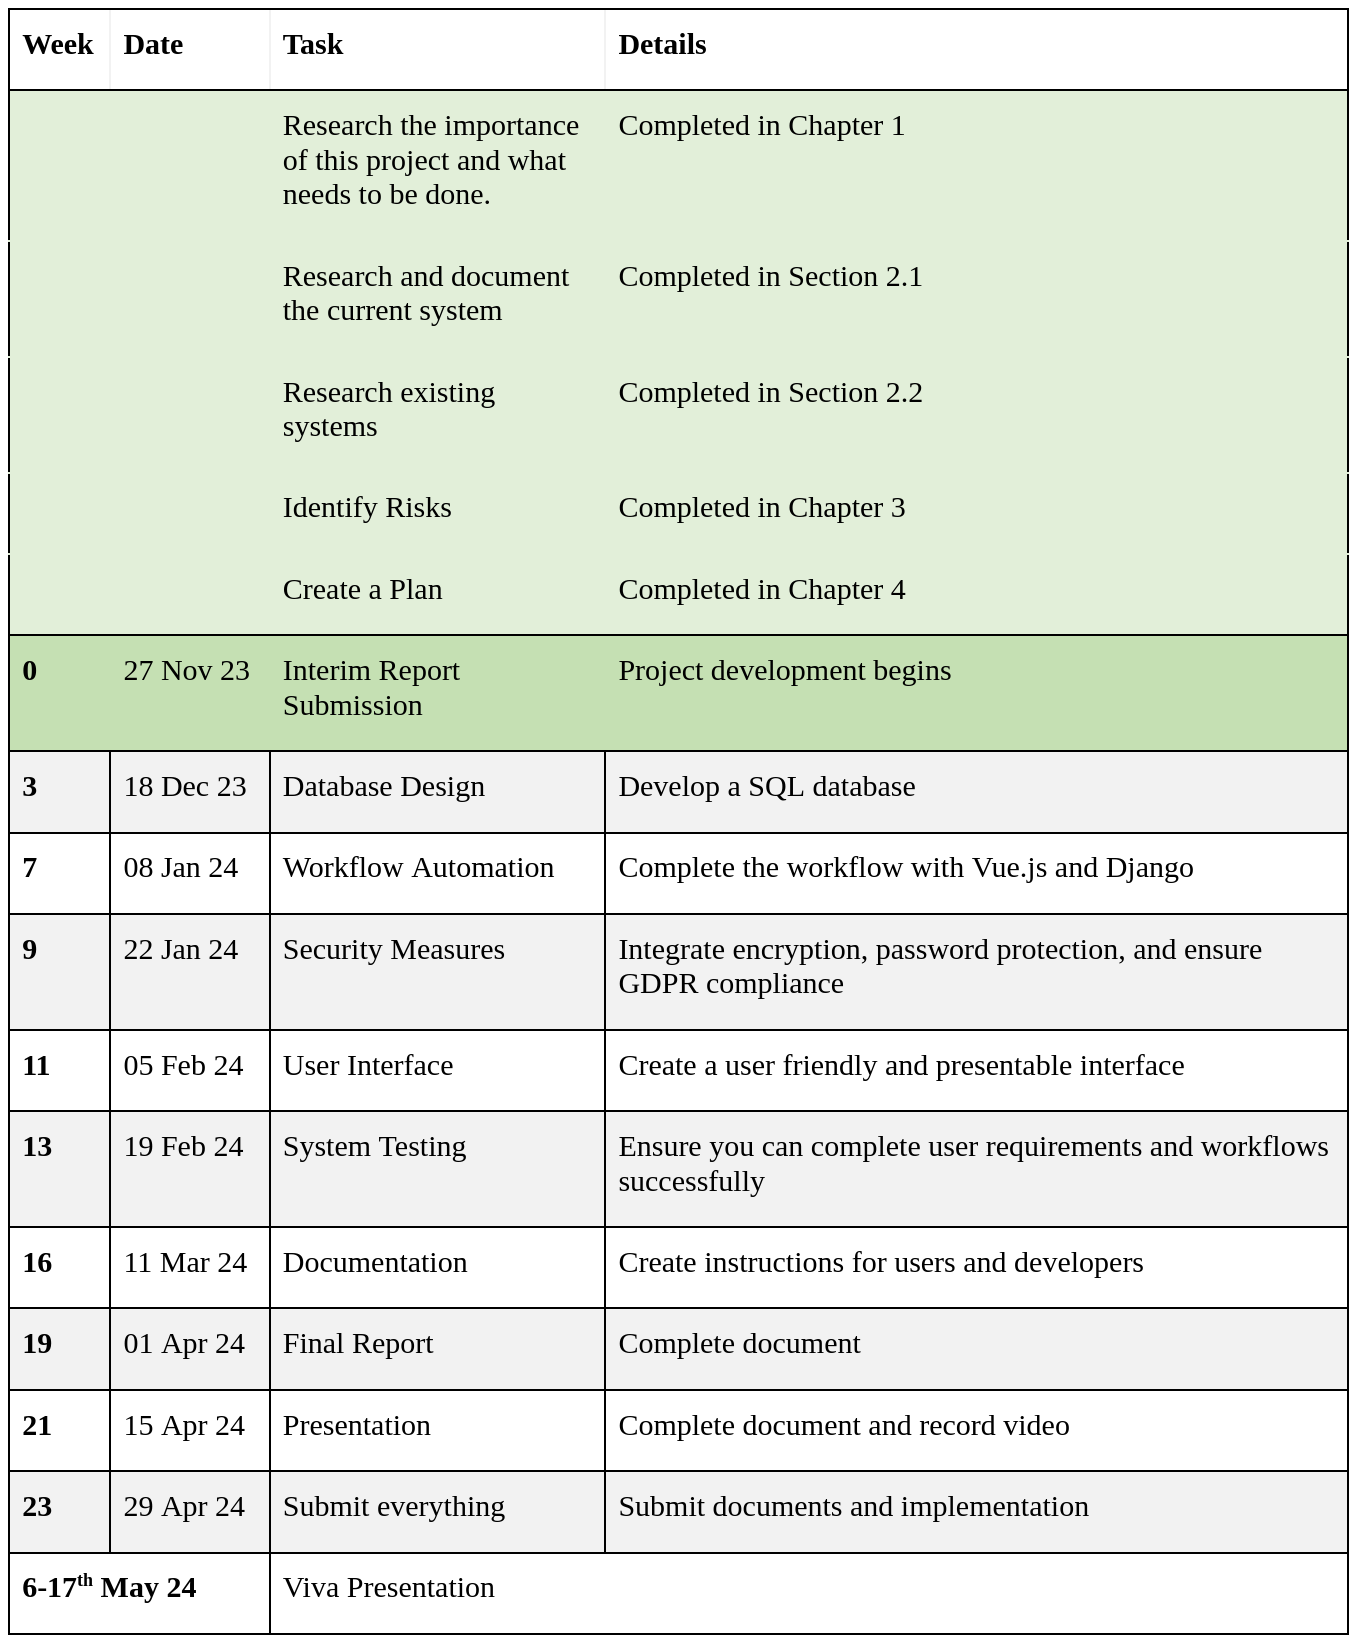 Week Date Task Details
Research the importance Completed in Chapter 1
of this project and what
needs to be done.
Research and document Completed in Section 2.1
the current system
Research existing Completed in Section 2.2
systems
Identify Risks Completed in Chapter 3
Create a Plan Completed in Chapter 4
0 27 Nov 23 Interim Report Project development begins
Submission
3 18 Dec 23 Database Design Develop a SQL database
7 08 Jan 24 Workflow Automation Complete the workflow with Vue.js and Django
9 22 Jan 24 Security Measures Integrate encryption, password protection, and ensure
GDPR compliance
11 05 Feb 24 User Interface Create a user friendly and presentable interface
13 19 Feb 24 System Testing Ensure you can complete user requirements and workflows
successfully
16 11 Mar 24 Documentation Create instructions for users and developers
19 01 Apr 24 Final Report Complete document
21 15 Apr 24 Presentation Complete document and record video
23 29 Apr 24 Submit everything Submit documents and implementation
6-17th May 24 Viva Presentation